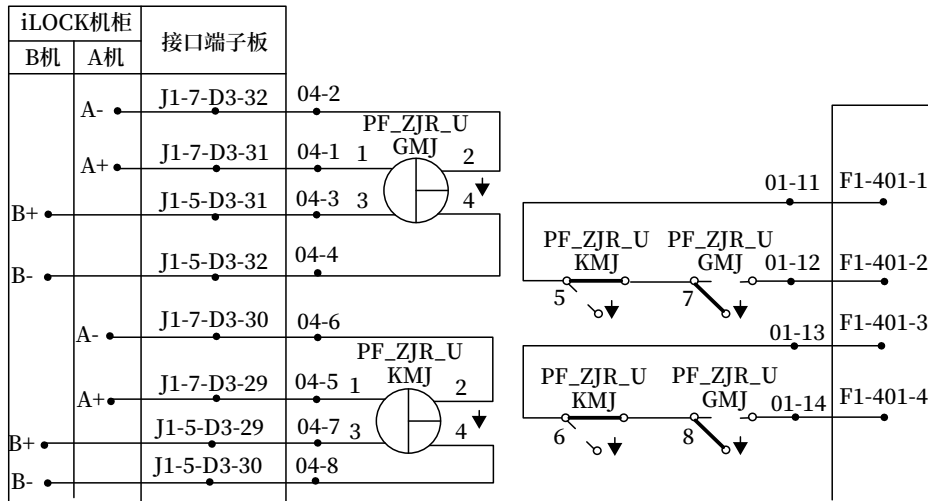 iLOCK机柜
接口端子板
B机
A机
A-
J1-7-D3-32
04-2
PF_ZJR_U
GMJ
A+
J1-7-D3-31
04-1
1
2
B+
J1-5-D3-31
04-3
3
4
B-
J1-5-D3-32
04-4
A-
J1-7-D3-30
04-6
PF_ZJR_U
KMJ
A+
J1-7-D3-29
04-5
1
2
B+
J1-5-D3-29
04-7
3
4
B-
J1-5-D3-30
04-8
01-11
F1-401-1
PF_ZJR_U
KMJ
PF_ZJR_U
GMJ
01-12
F1-401-2
5
7
01-13
F1-401-3
PF_ZJR_U
KMJ
PF_ZJR_U
GMJ
01-14
F1-401-4
6
8